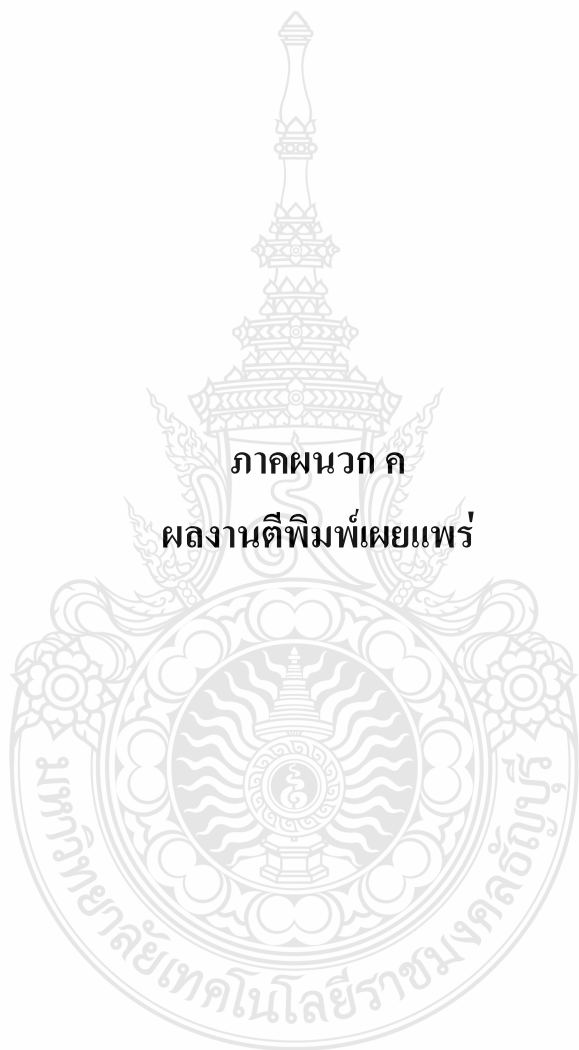 ภาคผนวก ค
ผลงานตีพิมพ์เผยแพร่
มหาวิทยาลัยเทคโนโลยีราชมงคลธัญบุรี